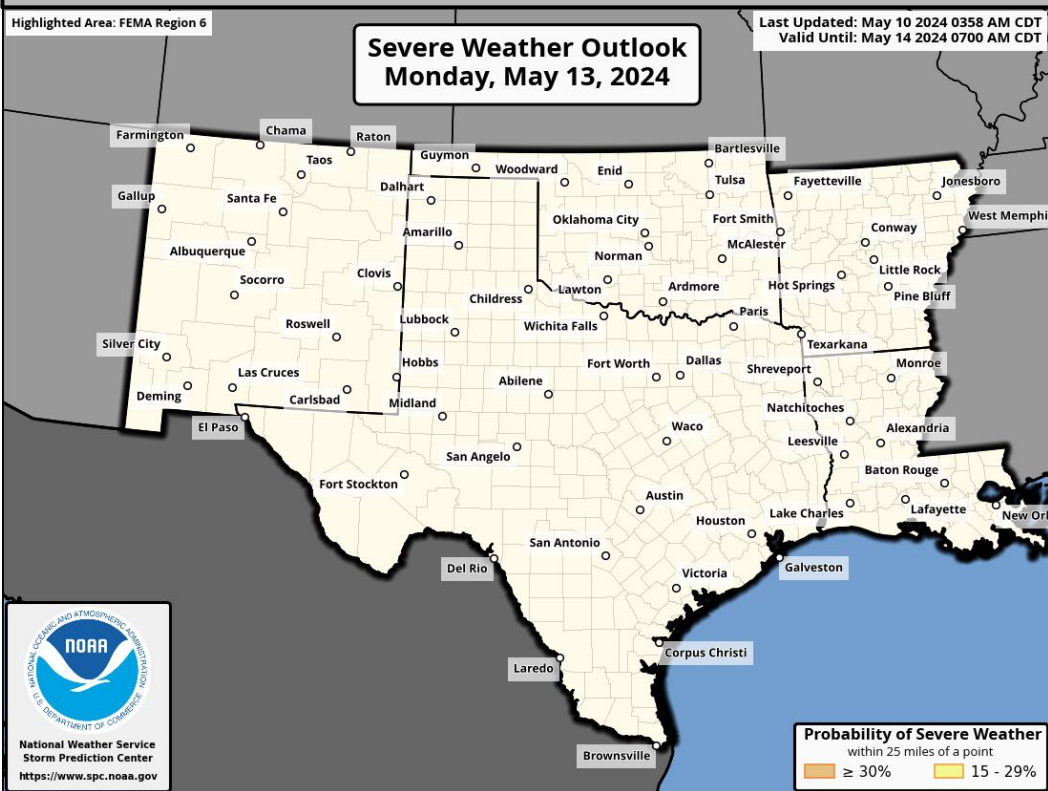 Highlighted Area: FEMA Region 6
Last Updated: May 10 2024 0358 AM CDT
Valid Until: May 14 2024 0700 AM CDT
Severe Weather Outlook
Monday, May 13, 2024
Farmington
Chama
Raton
Taos
Guymon
Woodward
Enid
Bartlesville
Tulsa
Fayetteville
Jonesboro
Gallup
Santa Fe
Dalhart
Amarillo
Oklahoma City
Fort Smith
West Memphi
Conway
Albuquerque
Norman
McAlester
Socorro
Clovis
Childress
Lawton
Ardmore
Hot Springs
Little Rock
Pine Bluff
Roswell
Lubbock
Wichita Falls
Paris
Texarkana
Silver City
Las Cruces
Hobbs
Abilene
Fort Worth
Dallas
Shreveport
Monroe
Deming
Carlsbad
Midland
Natchitoches
El Paso
Waco
Leesville
Alexandria
San Angelo
Fort Stockton
Baton Rouge
Austin
Lake Charles
Lafayette
New Orl
Houston
San Antonio
Del Rio
Galveston
Victoria
Corpus Christi
Laredo
Brownsville
NATIONAL OCEANIC AND ATMOSPHERIC ADMINISTRATION
NOAA
U.S. DEPARTMENT OF COMMERCE
National Weather Service
Storm Prediction Center
https://www.spc.noaa.gov
Probability of Severe Weather
within 25 miles of a point
≥ 30%
15 - 29%